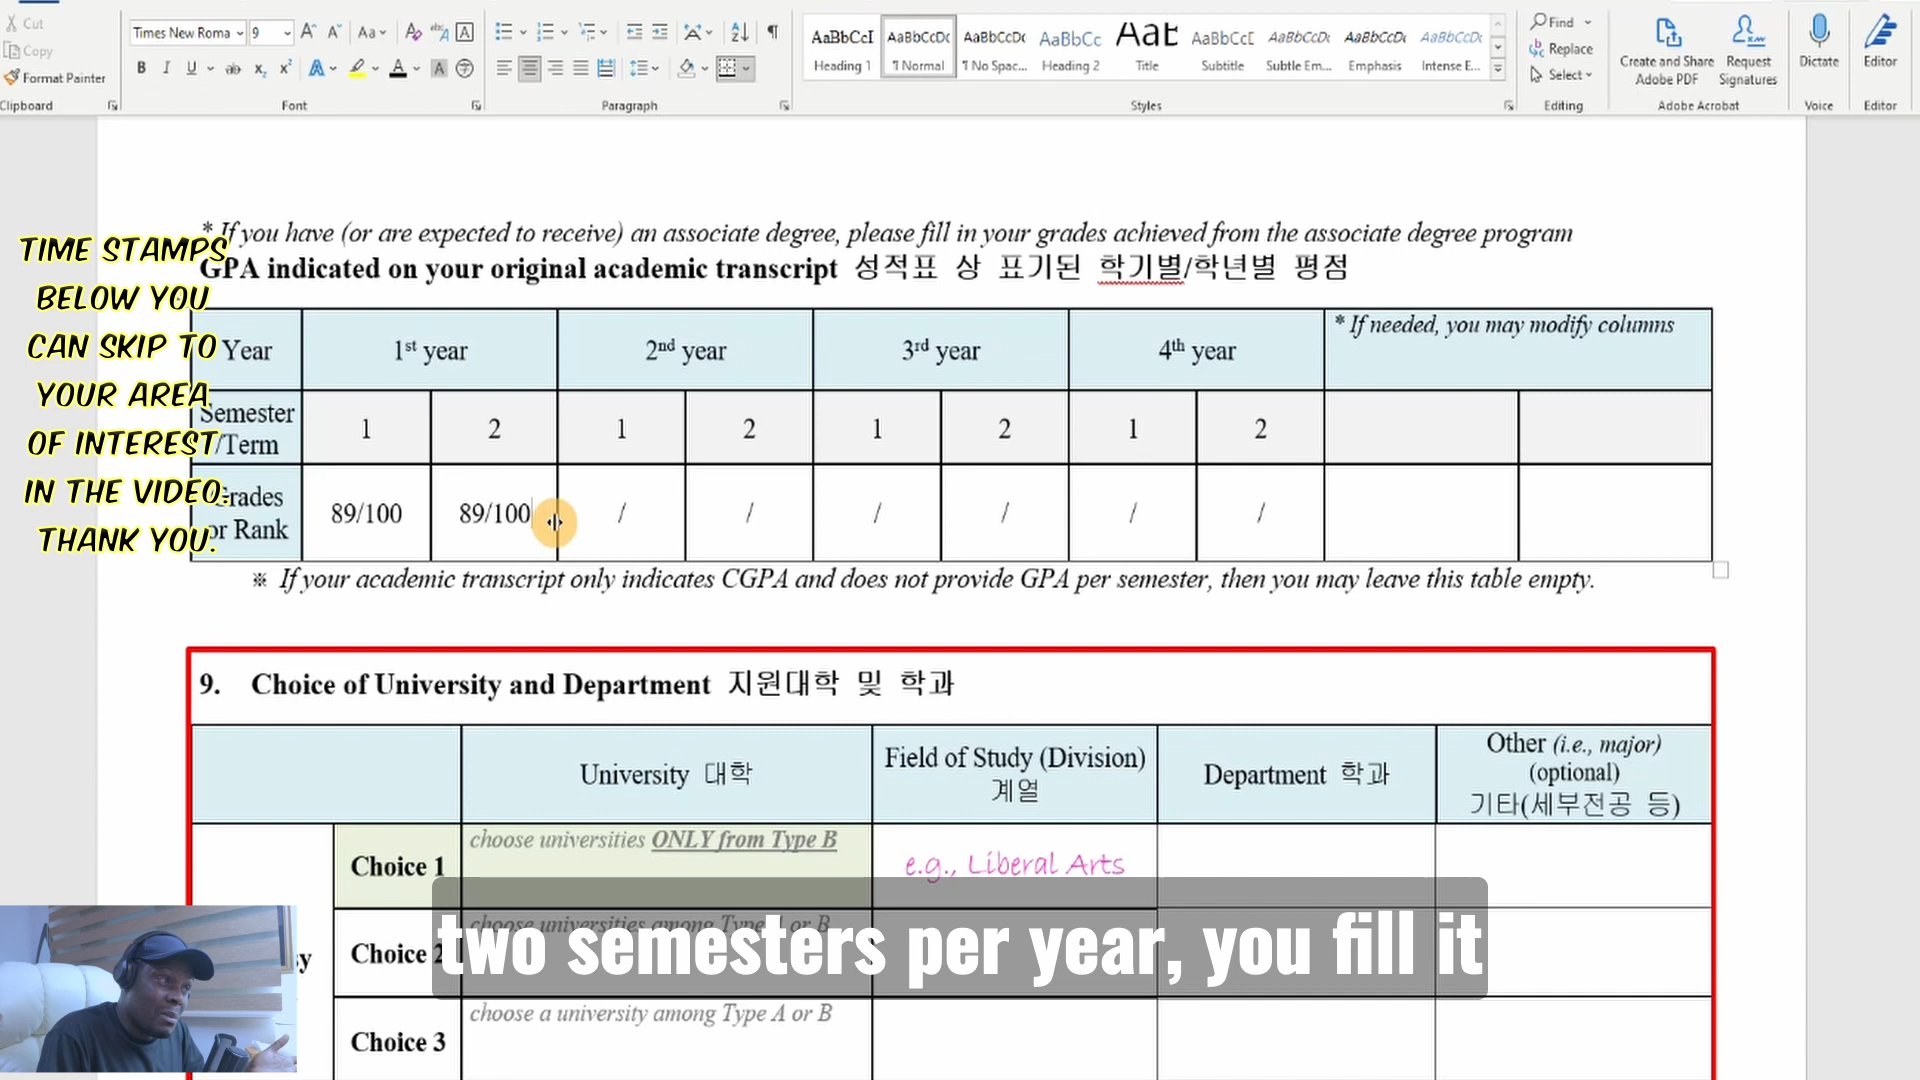 Cut
Copy
Format Painter
Clipboard
Times New Roma
9
Aa
B I U ab x₂ x² A A A
Font
Paragraph
AaBbCcI AaBbCcDc AaBbCcDc AaBbCc AaB AaBbCcE AaBbCcDc AaBbCcDc AaBbCcDc
Heading 1 ¶ Normal ¶ No Spac... Heading 2 Title Subtitle Subtle Em... Emphasis Intense E...
Styles
Find
Replace
Select
Editing
Create and Share Adobe PDF
Request Signatures
Adobe Acrobat
Dictate
Voice
Editor
Editor
* If you have (or are expected to receive) an associate degree, please fill in your grades achieved from the associate degree program
GPA indicated on your original academic transcript 성적표 상 표기된 학기별/학년별 평점
TIME STAMPS
BELOW YOU
CAN SKIP TO
YOUR AREA
OF INTEREST
IN THE VIDEO.
THANK YOU.
Year 1st year 2nd year 3rd year 4th year * If needed, you may modify columns
Semester
/Term 1 2 1 2 1 2 1 2
Grades
or Rank 89/100 89/100 / / / / / /
※ If your academic transcript only indicates CGPA and does not provide GPA per semester, then you may leave this table empty.
9. Choice of University and Department 지원대학 및 학과
University 대학
Field of Study (Division)
계열
Department 학과
Other (i.e., major)
(optional)
기타(세부전공 등)
Choice 1
choose universities ONLY from Type B
e.g., Liberal Arts
Choice 2
choose universities among Type A or B
Choice 3
choose a university among Type A or B
two semesters per year, you fill it